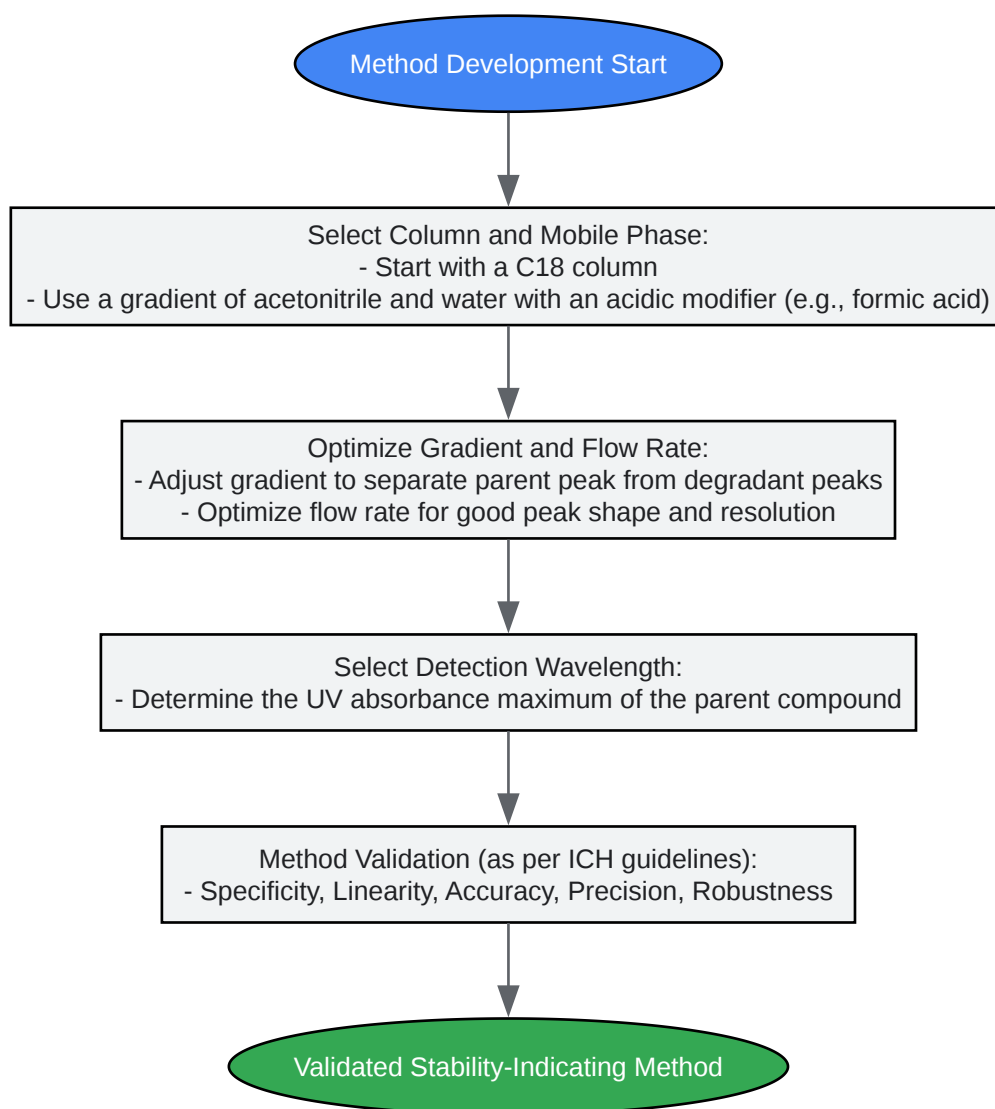 Method Development Start
Select Column and Mobile Phase:
- Start with a C18 column
- Use a gradient of acetonitrile and water with an acidic modifier (e.g., formic acid)
Optimize Gradient and Flow Rate:
- Adjust gradient to separate parent peak from degradant peaks
- Optimize flow rate for good peak shape and resolution
Select Detection Wavelength:
- Determine the UV absorbance maximum of the parent compound
Method Validation (as per ICH guidelines):
- Specificity, Linearity, Accuracy, Precision, Robustness
Validated Stability-Indicating Method